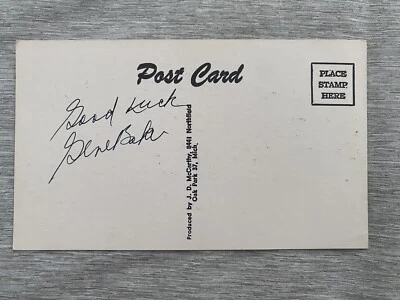 Post Card
PLACE
STAMP
HERE
Good Luck
Gene Baker
Produced by J. D. McCarthy, 8441 Northfield
Oak Park 37, Mich.